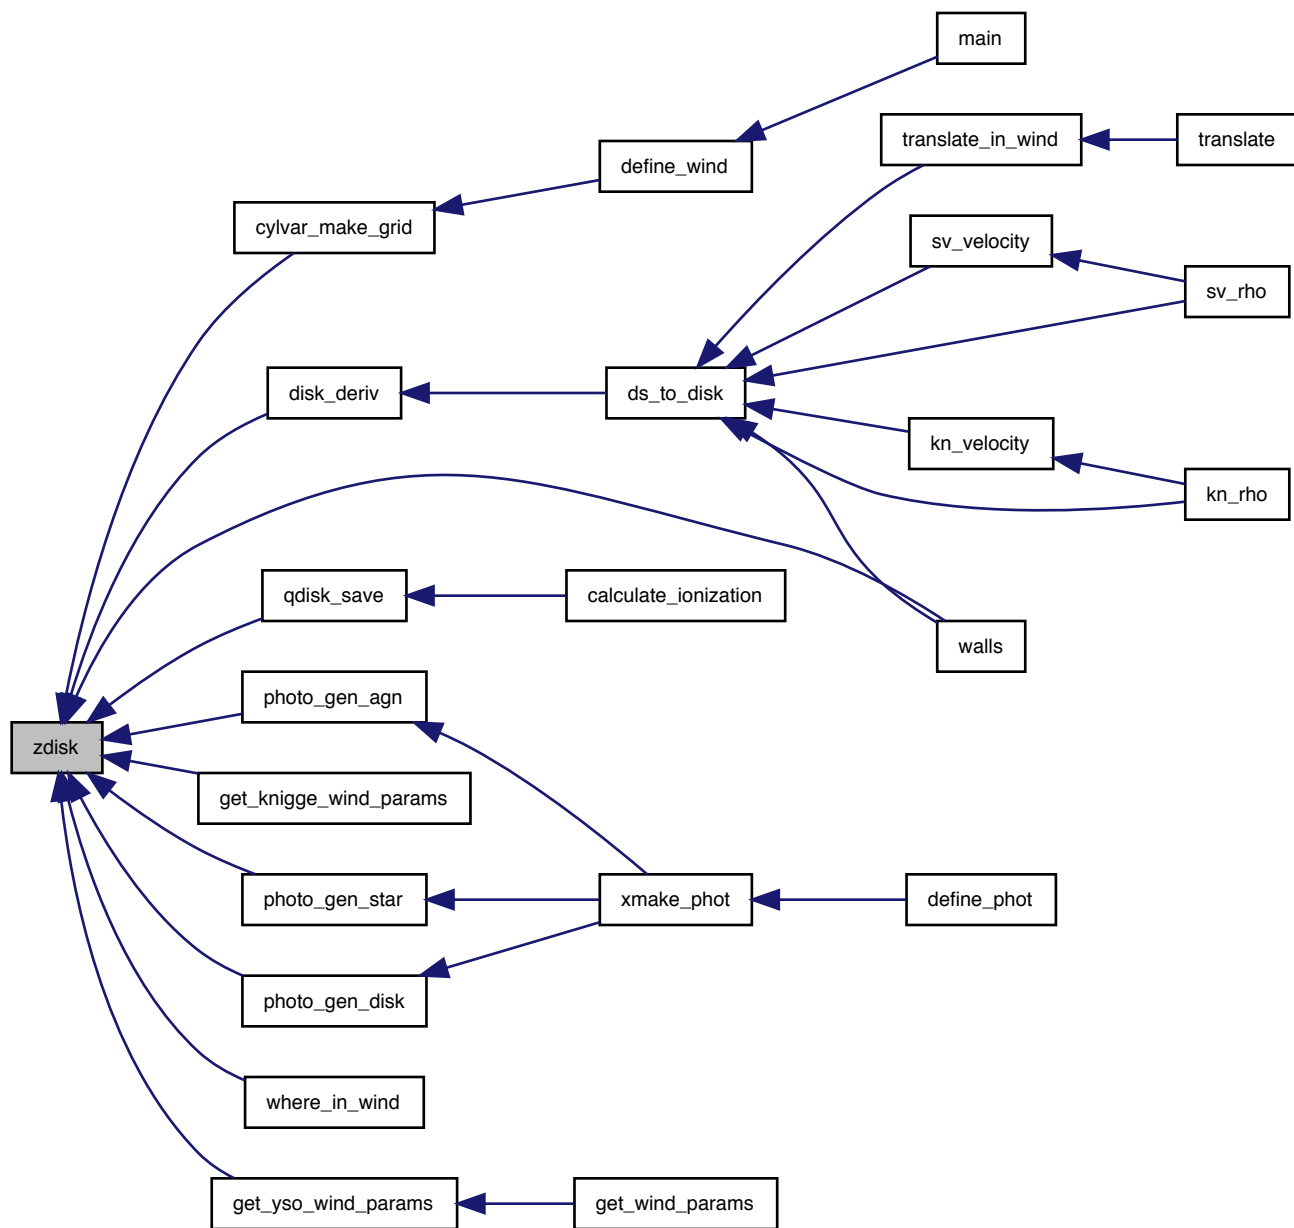 main
translate_in_wind
translate
define_wind
cylvar_make_grid
sv_velocity
sv_rho
disk_deriv
ds_to_disk
kn_velocity
kn_rho
qdisk_save
calculate_ionization
walls
photo_gen_agn
zdisk
get_knigge_wind_params
photo_gen_star
xmake_phot
define_phot
photo_gen_disk
where_in_wind
get_yso_wind_params
get_wind_params